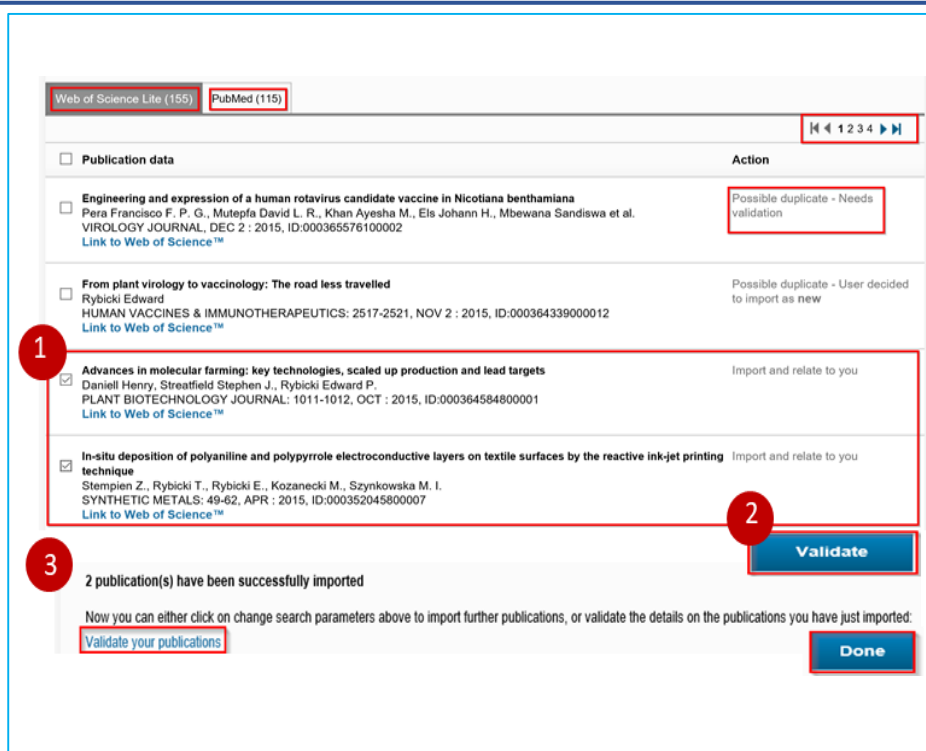 Web of Science Lite (155) PubMed (115)
1 2 3 4
Publication data Action
Engineering and expression of a human rotavirus candidate vaccine in Nicotiana benthamiana
Pera Francisco F. P. G., Mutepfa David L. R., Khan Ayesha M., Els Johann H., Mbewana Sandiswa et al.
VIROLOGY JOURNAL, DEC 2 : 2015, ID:000365576100002
Link to Web of Science™
Possible duplicate - Needs
validation
From plant virology to vaccinology: The road less travelled
Rybicki Edward
HUMAN VACCINES & IMMUNOTHERAPEUTICS: 2517-2521, NOV 2 : 2015, ID:000364339000012
Link to Web of Science™
Possible duplicate - User decided
to import as new
1
Advances in molecular farming: key technologies, scaled up production and lead targets
Daniell Henry, Streatfield Stephen J., Rybicki Edward P.
PLANT BIOTECHNOLOGY JOURNAL: 1011-1012, OCT : 2015, ID:000364584800001
Link to Web of Science™
Import and relate to you
In-situ deposition of polyaniline and polypyrrole electroconductive layers on textile surfaces by the reactive ink-jet printing
technique
Stempien Z., Rybicki T., Rybicki E., Kozanecki M., Szynkowska M. I.
SYNTHETIC METALS: 49-62, APR : 2015, ID:000352045800007
Link to Web of Science™
Import and relate to you
2
Validate
3
2 publication(s) have been successfully imported
Now you can either click on change search parameters above to import further publications, or validate the details on the publications you have just imported:
Validate your publications
Done